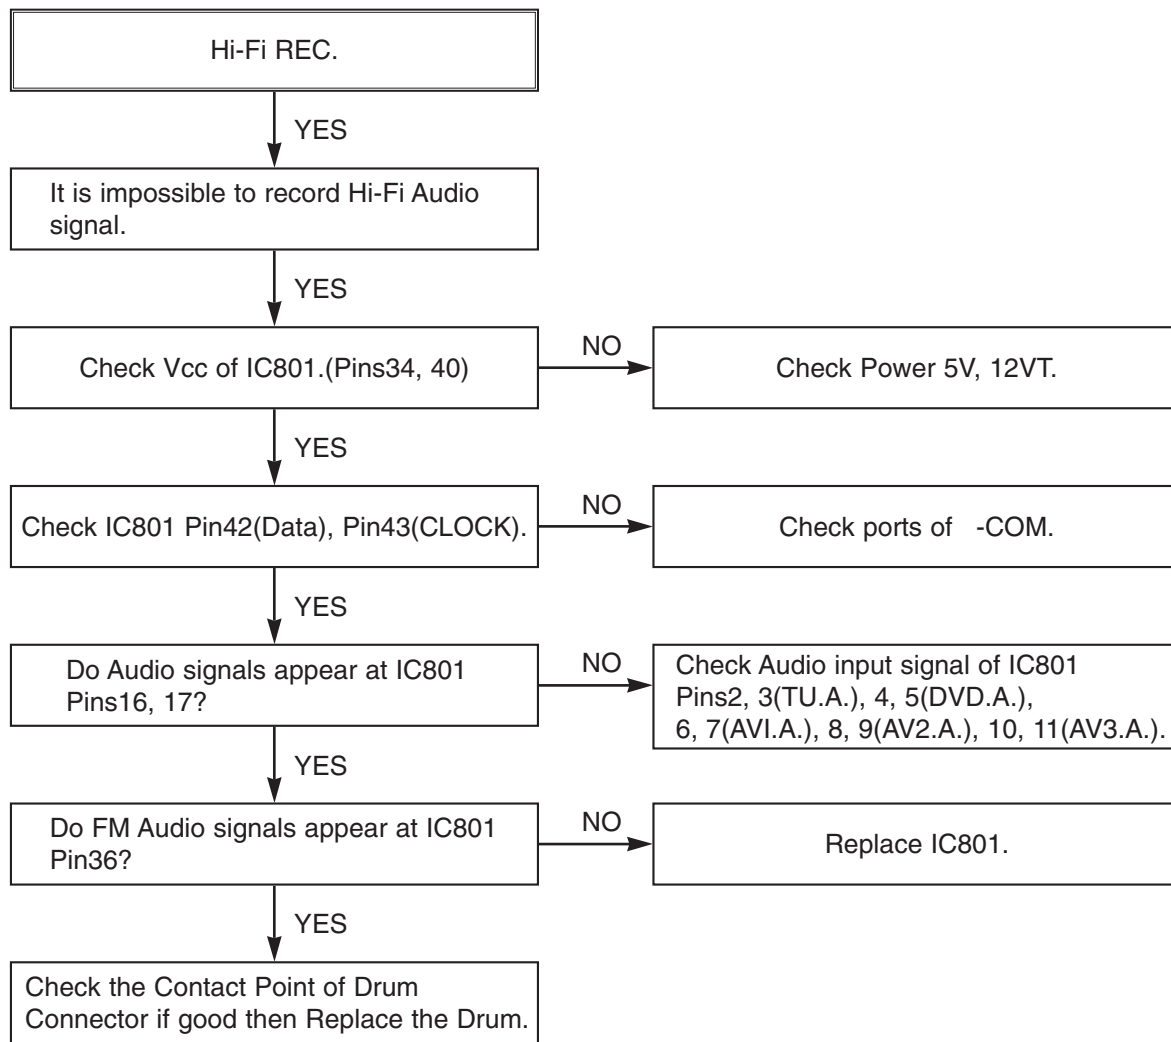 Hi-Fi REC.
YES
It is impossible to record Hi-Fi Audio
signal.
YES
Check Vcc of IC801.(Pins34, 40)
NO
Check Power 5V, 12VT.
YES
Check IC801 Pin42(Data), Pin43(CLOCK).
NO
Check ports of -COM.
YES
Do Audio signals appear at IC801
Pins16, 17?
NO
Check Audio input signal of IC801
Pins2, 3(TU.A.), 4, 5(DVD.A.),
6, 7(AVI.A.), 8, 9(AV2.A.), 10, 11(AV3.A.).
YES
Do FM Audio signals appear at IC801
Pin36?
NO
Replace IC801.
YES
Check the Contact Point of Drum
Connector if good then Replace the Drum.